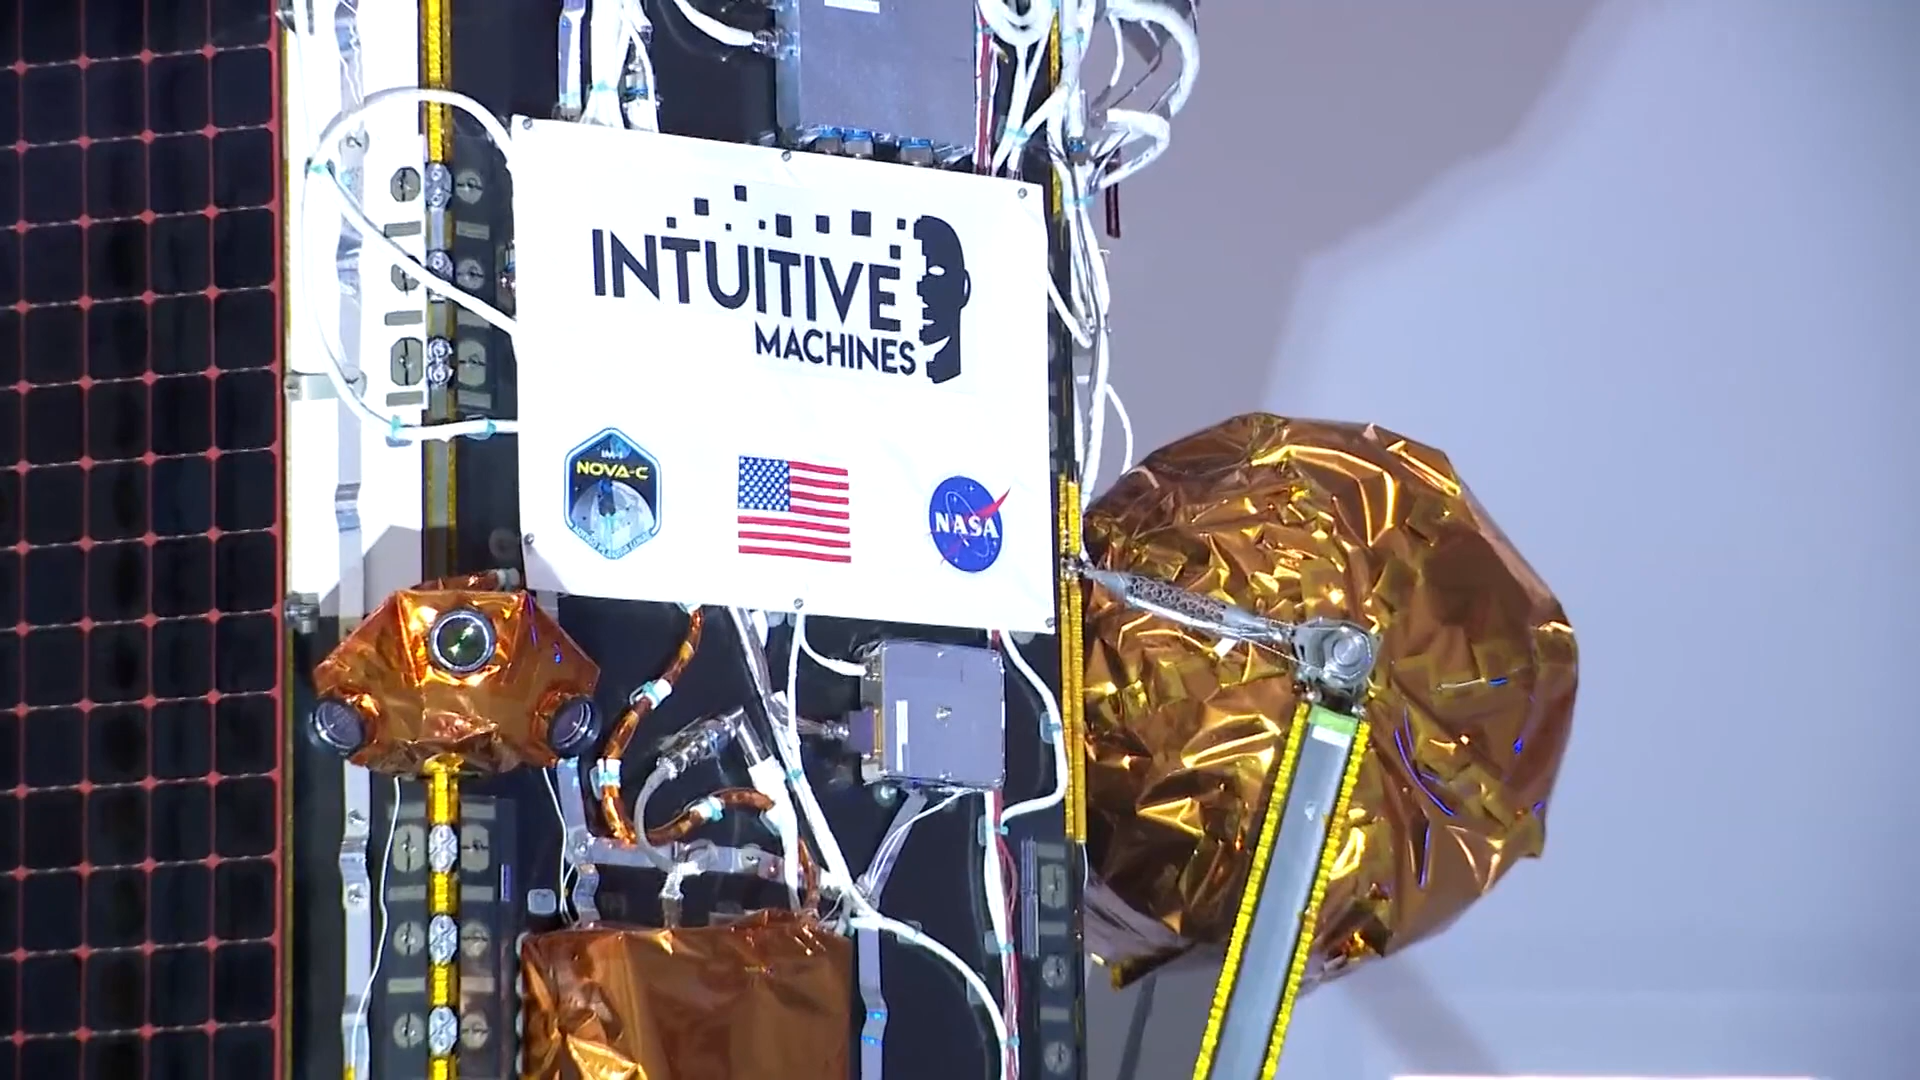 INTUITIVE
MACHINES
IM-1
NOVA-C
NASA